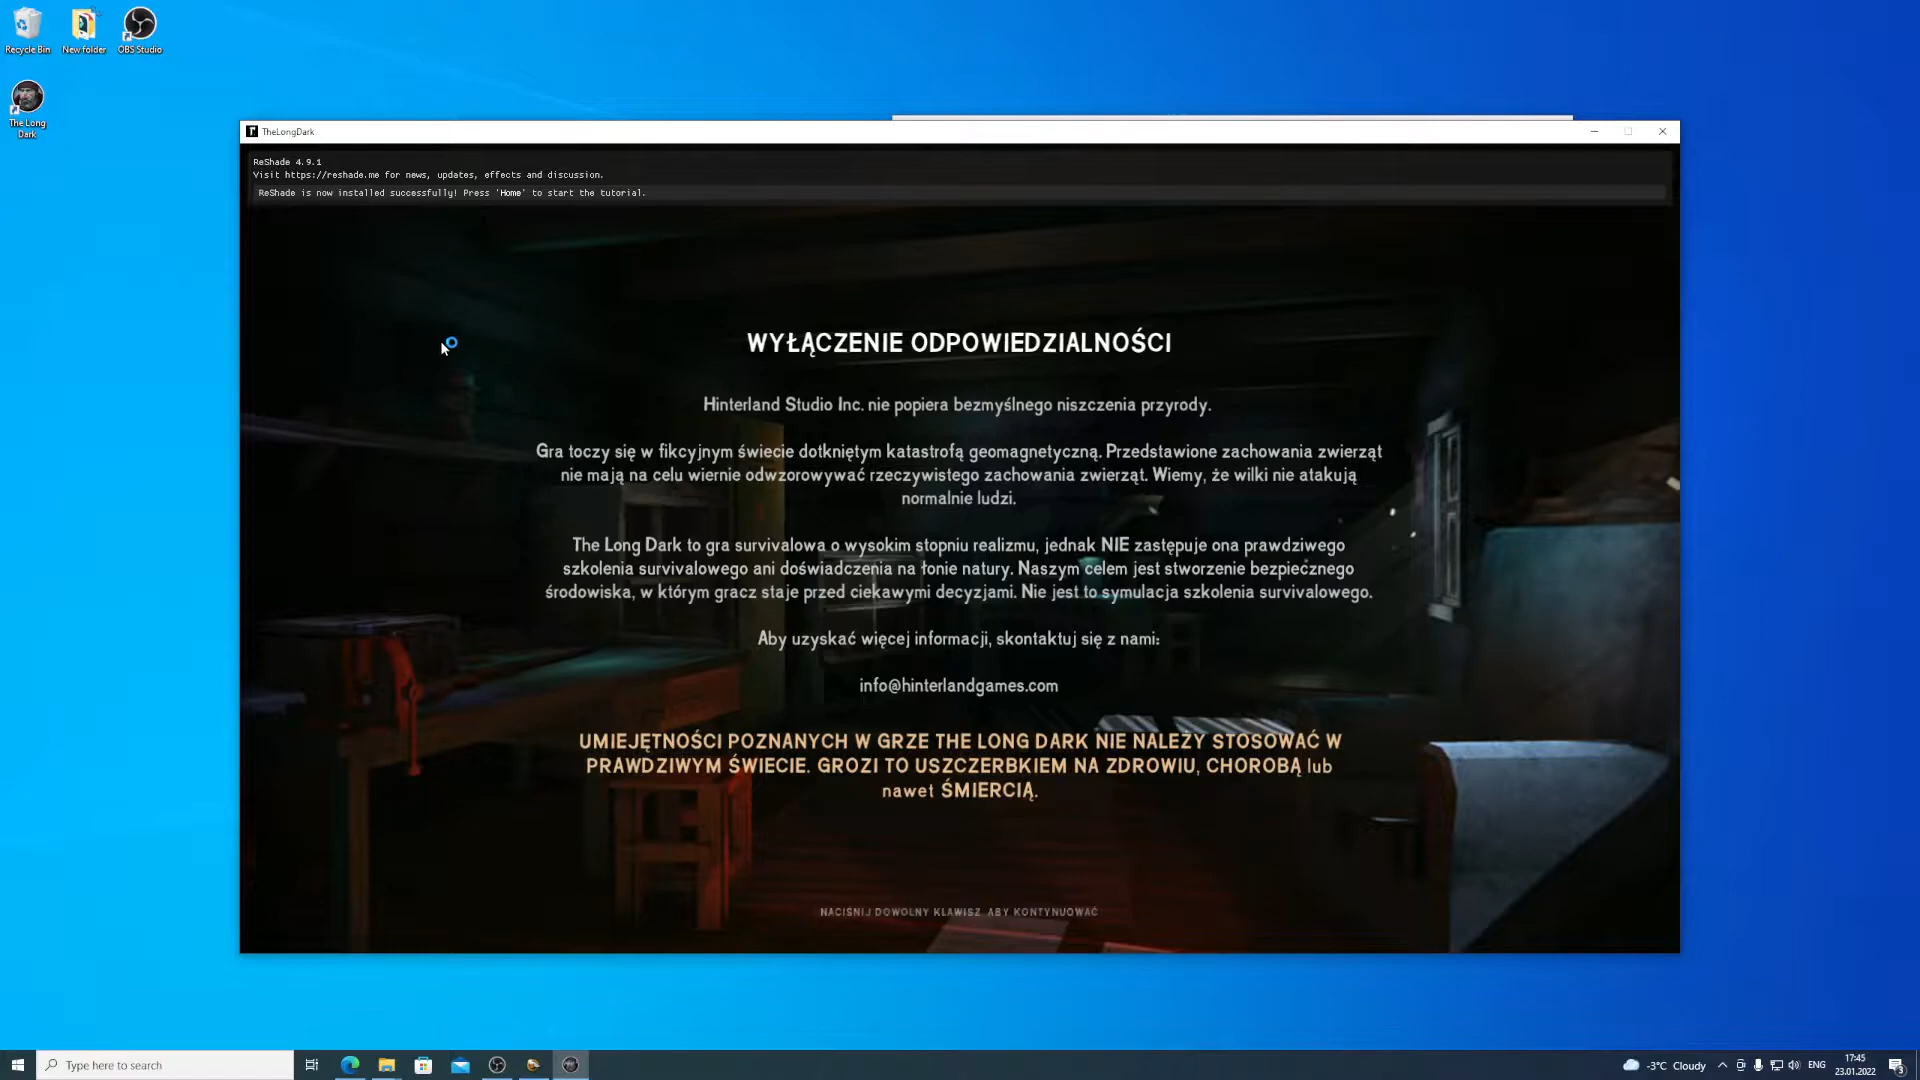 Recycle Bin
New folder
OBS Studio
The Long
Dark
TheLongDark
ReShade 4.9.1
Visit https://reshade.me for news, updates, effects and discussion.
ReShade is now installed successfully! Press 'Home' to start the tutorial.
WYŁĄCZENIE ODPOWIEDZIALNOŚCI
Hinterland Studio Inc. nie popiera bezmyślnego niszczenia przyrody.
Gra toczy się w fikcyjnym świecie dotkniętym katastrofą geomagnetyczną. Przedstawione zachowania zwierząt
nie mają na celu wiernie odwzorowywać rzeczywistego zachowania zwierząt. Wiemy, że wilki nie atakują
normalnie ludzi.
The Long Dark to gra survivalowa o wysokim stopniu realizmu, jednak NIE zastępuje ona prawdziwego
szkolenia survivalowego ani doświadczenia na łonie natury. Naszym celem jest stworzenie bezpiecznego
środowiska, w którym gracz staje przed ciekawymi decyzjami. Nie jest to symulacja szkolenia survivalowego.
Aby uzyskać więcej informacji, skontaktuj się z nami:
info@hinterlandgames.com
UMIEJĘTNOŚCI POZNANYCH W GRZE THE LONG DARK NIE NALEŻY STOSOWAĆ W
PRAWDZIWYM ŚWIECIE. GROZI TO USZCZERBKIEM NA ZDROWIU, CHOROBĄ lub
nawet ŚMIERCIĄ.
NACIŚNIJ DOWOLNY KLAWISZ, ABY KONTYNUOWAĆ
Type here to search
-3°C Cloudy
ENG
17:45
23.01.2022
3